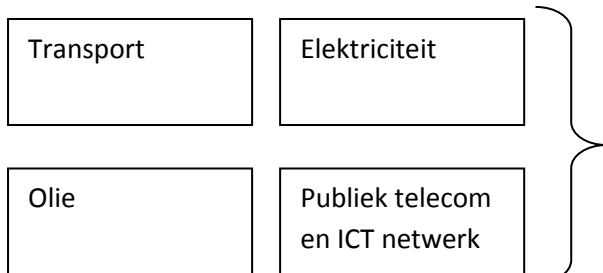 Transport
Elektriciteit
Olie
Publiek telecom
en ICT netwerk